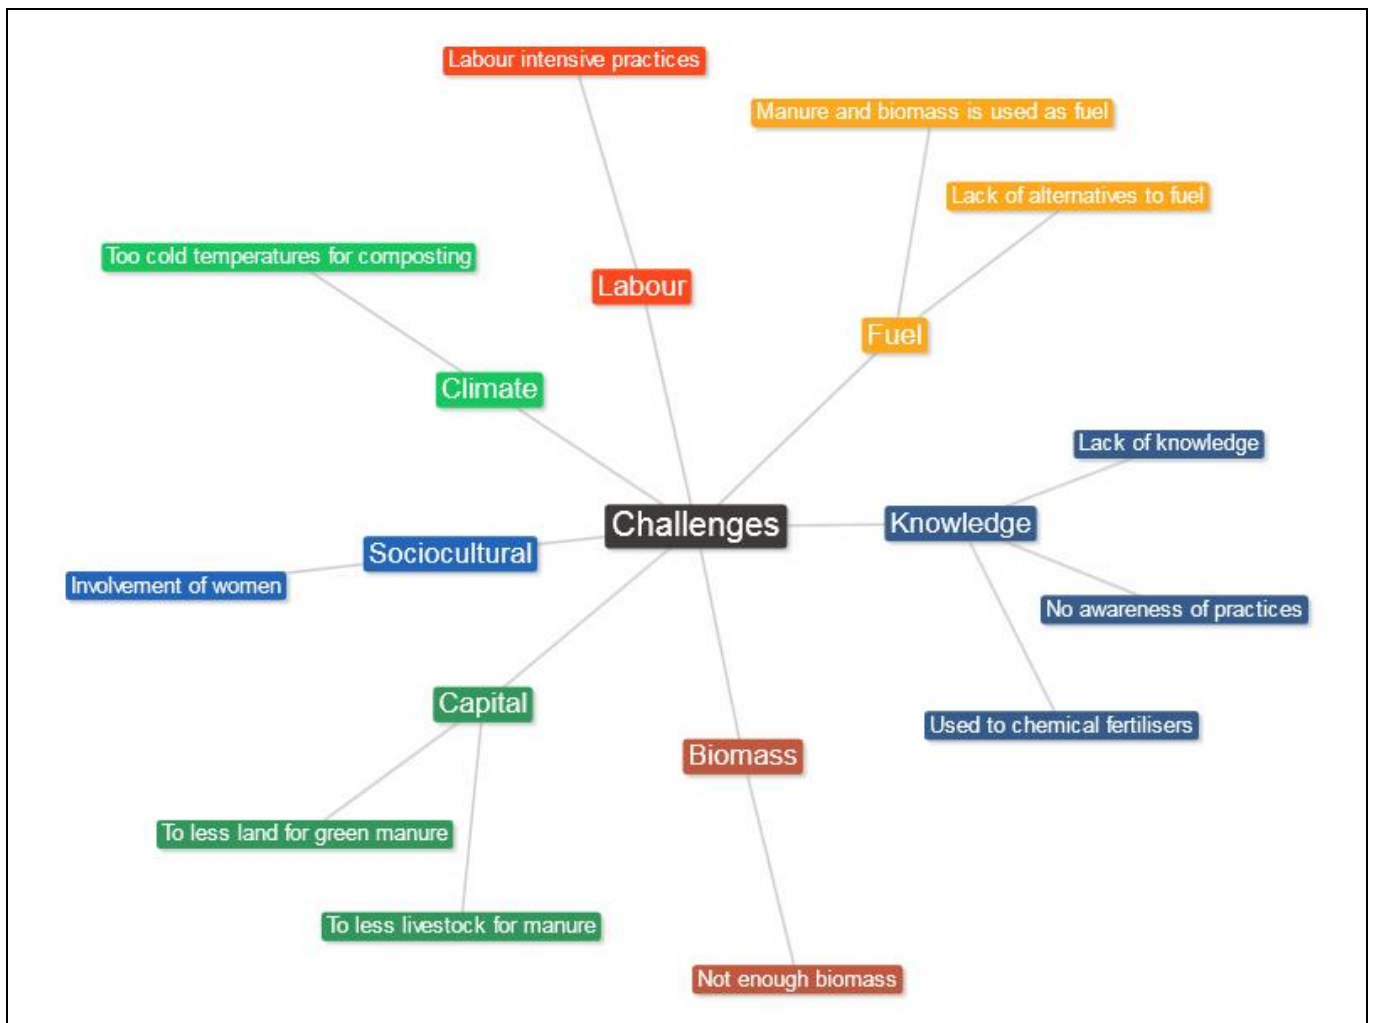 Labour intensive practices
Manure and biomass is used as fuel
Lack of alternatives to fuel
Too cold temperatures for composting
Labour
Fuel
Climate
Lack of knowledge
Challenges
Knowledge
Sociocultural
Involvement of women
No awareness of practices
Capital
Used to chemical fertilisers
Biomass
To less land for green manure
To less livestock for manure
Not enough biomass